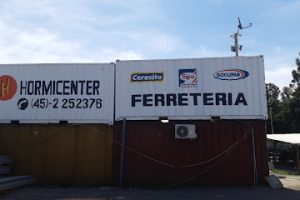 H HORMICENTER
(45)-2 252376
Ceresita Sipa SOQUINA
FERRETERIA